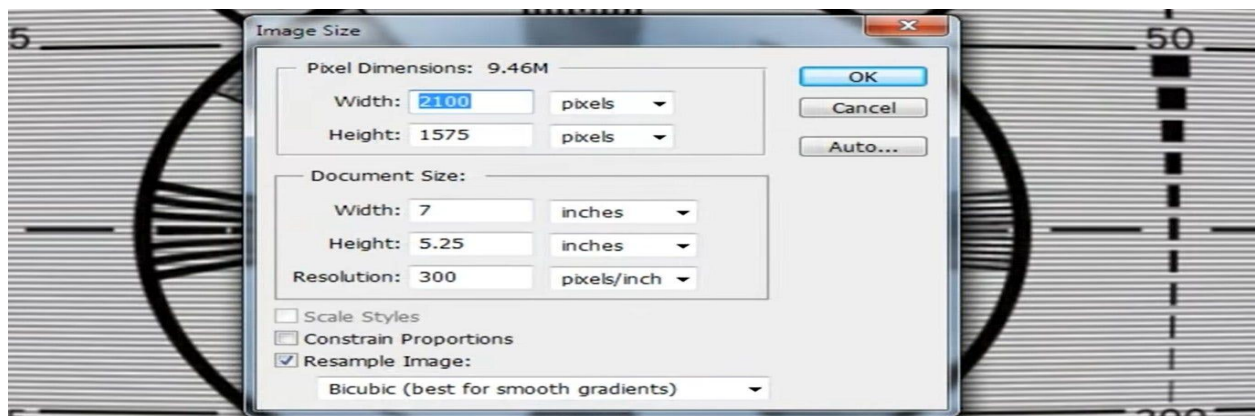 Image Size
Pixel Dimensions: 9.46M
Width: 2100 pixels
Height: 1575 pixels
OK
Cancel
Auto...
Document Size:
Width: 7 inches
Height: 5.25 inches
Resolution: 300 pixels/inch
Scale Styles
Constrain Proportions
Resample Image:
Bicubic (best for smooth gradients)
5
50